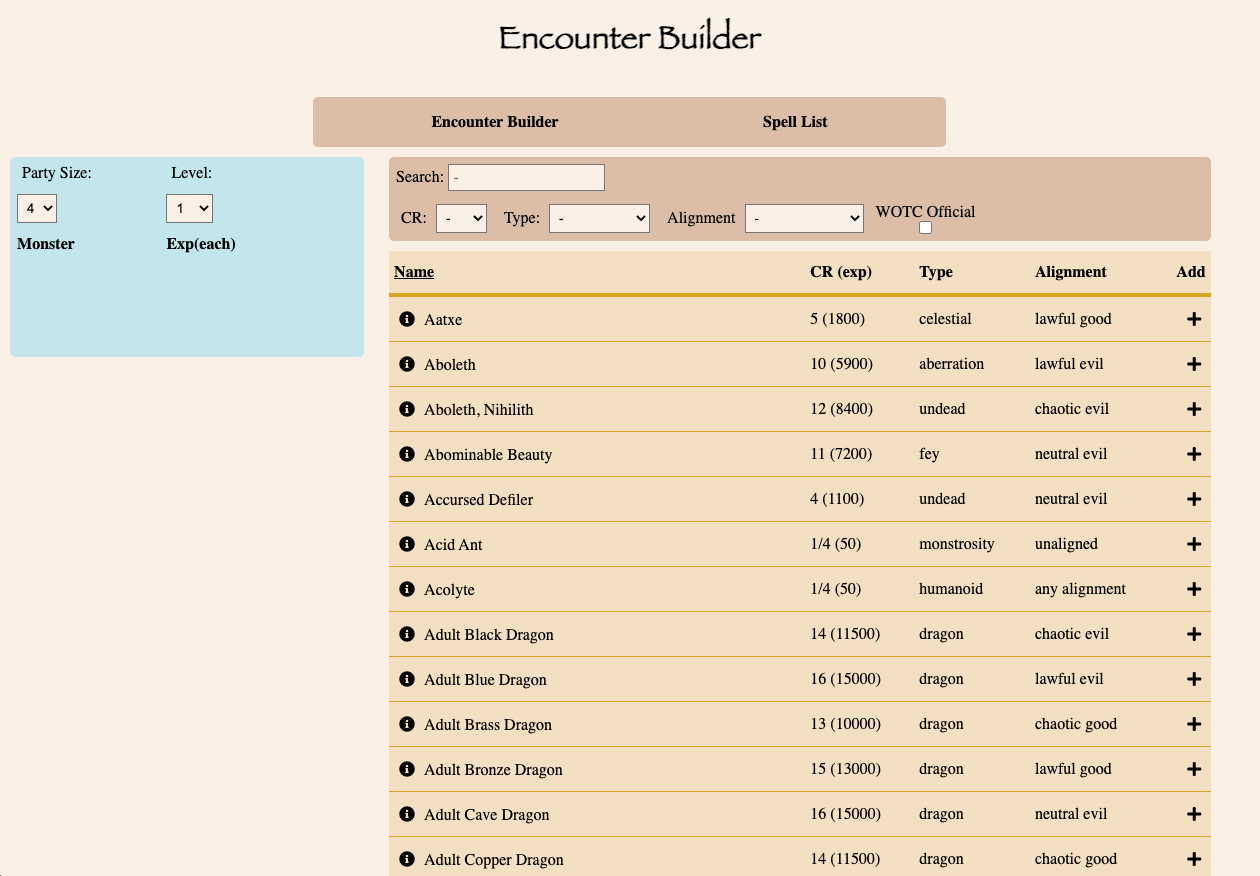 Encounter Builder
Encounter Builder Spell List
Party Size: Level:
4 1
Monster Exp(each)
Search: -
CR: - Type: - Alignment - WOTC Official
Name CR (exp) Type Alignment Add
Aatxe 5 (1800) celestial lawful good
Aboleth 10 (5900) aberration lawful evil
Aboleth, Nihilith 12 (8400) undead chaotic evil
Abominable Beauty 11 (7200) fey neutral evil
Accursed Defiler 4 (1100) undead neutral evil
Acid Ant 1/4 (50) monstrosity unaligned
Acolyte 1/4 (50) humanoid any alignment
Adult Black Dragon 14 (11500) dragon chaotic evil
Adult Blue Dragon 16 (15000) dragon lawful evil
Adult Brass Dragon 13 (10000) dragon chaotic good
Adult Bronze Dragon 15 (13000) dragon lawful good
Adult Cave Dragon 16 (15000) dragon neutral evil
Adult Copper Dragon 14 (11500) dragon chaotic good